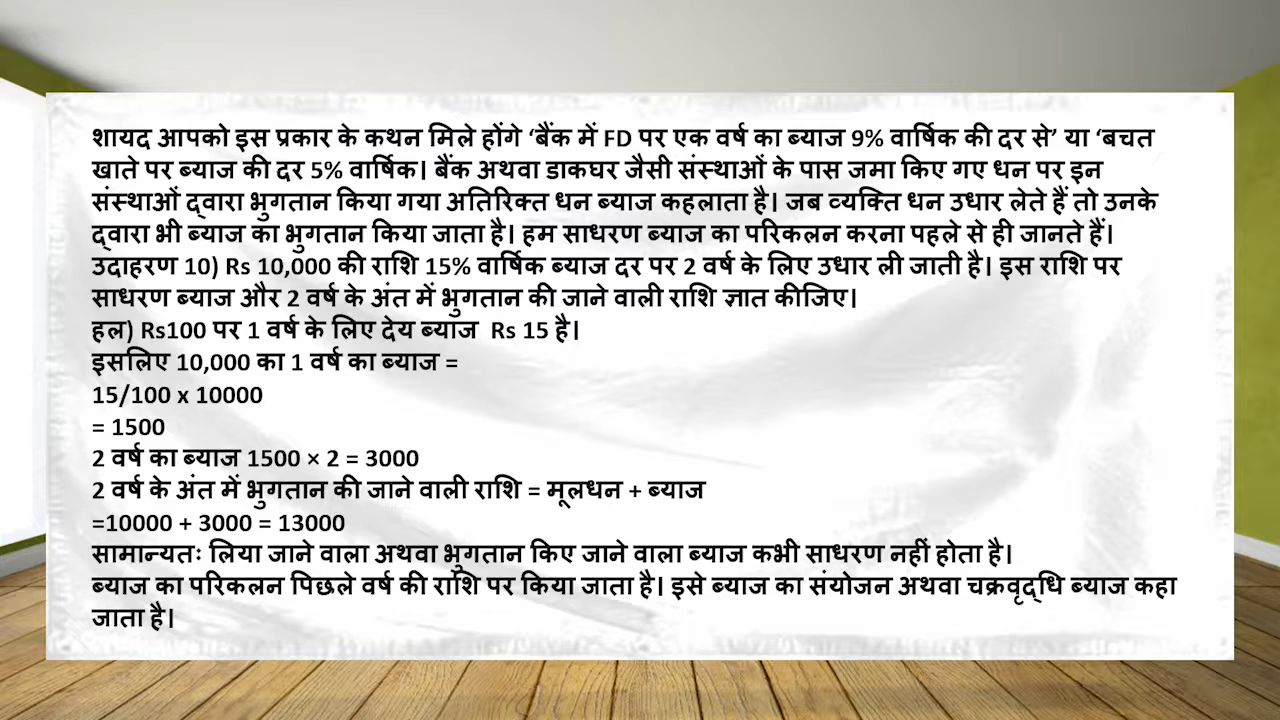 शायद आपको इस प्रकार के कथन मिले होंगे ‘बैंक में FD पर एक वर्ष का ब्याज 9% वार्षिक की दर से’ या ‘बचत
खाते पर ब्याज की दर 5% वार्षिक। बैंक अथवा डाकघर जैसी संस्थाओं के पास जमा किए गए धन पर इन
संस्थाओं द्वारा भुगतान किया गया अतिरिक्त धन ब्याज कहलाता है। जब व्यक्ति धन उधार लेते हैं तो उनके
द्वारा भी ब्याज का भुगतान किया जाता है। हम साधरण ब्याज का परिकलन करना पहले से ही जानते हैं।
उदाहरण 10) Rs 10,000 की राशि 15% वार्षिक ब्याज दर पर 2 वर्ष के लिए उधार ली जाती है। इस राशि पर
साधरण ब्याज और 2 वर्ष के अंत में भुगतान की जाने वाली राशि ज्ञात कीजिए।
हल) Rs100 पर 1 वर्ष के लिए देय ब्याज Rs 15 है।
इसलिए 10,000 का 1 वर्ष का ब्याज =
15/100 x 10000
= 1500
2 वर्ष का ब्याज 1500 × 2 = 3000
2 वर्ष के अंत में भुगतान की जाने वाली राशि = मूलधन + ब्याज
=10000 + 3000 = 13000
सामान्यतः लिया जाने वाला अथवा भुगतान किए जाने वाला ब्याज कभी साधरण नहीं होता है।
ब्याज का परिकलन पिछले वर्ष की राशि पर किया जाता है। इसे ब्याज का संयोजन अथवा चक्रवृद्धि ब्याज कहा
जाता है।